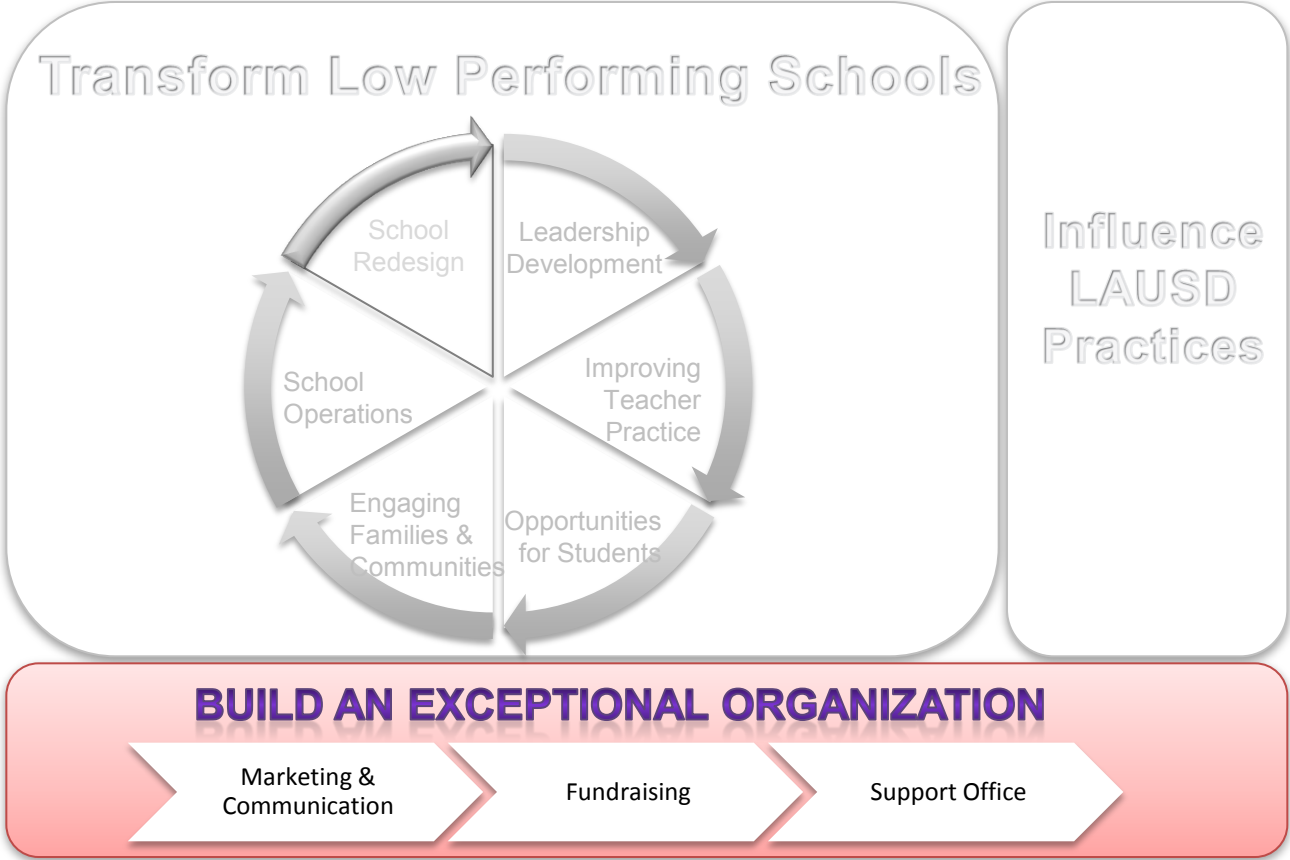 Transform Low Performing Schools
School
Redesign
Leadership
Development
Improving
Teacher
Practice
Opportunities
for Students
Engaging
Families &
Communities
School
Operations
Influence
LAUSD
Practices
BUILD AN EXCEPTIONAL ORGANIZATION
Marketing &
Communication
Fundraising
Support Office